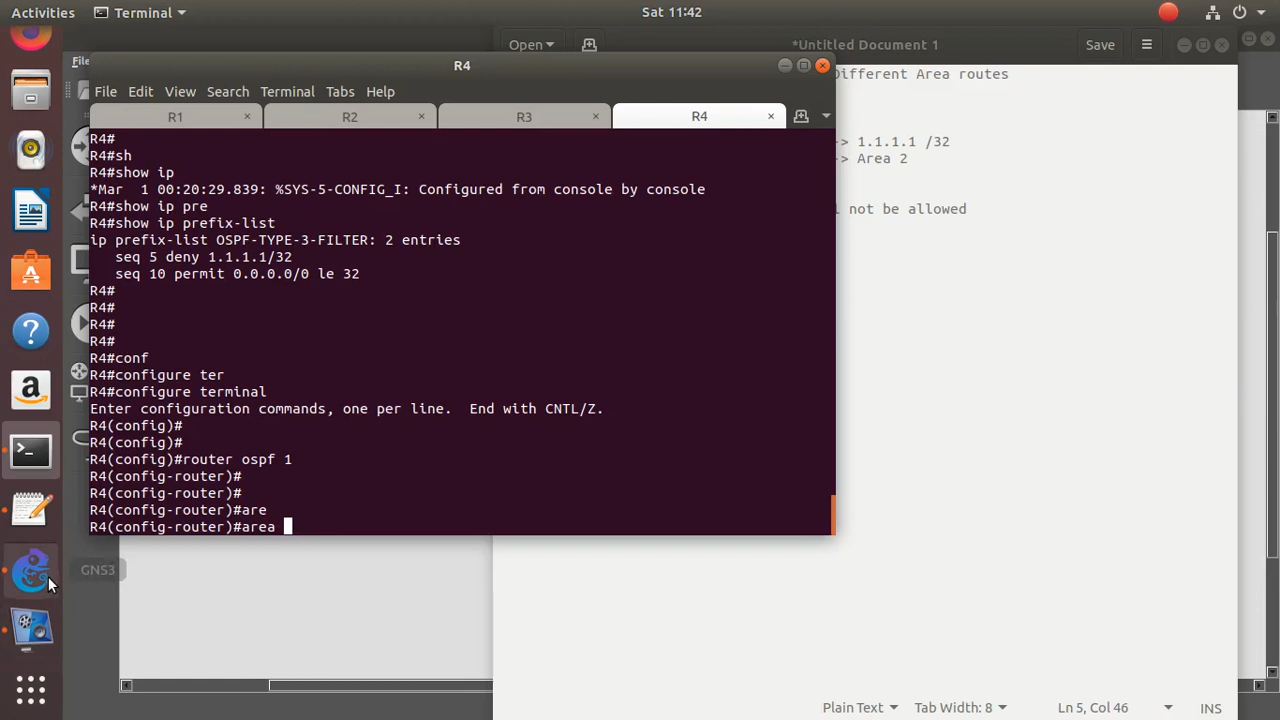 Activities Terminal Sat 11:42
Open *Untitled Document 1 Save
File
R4
File Edit View Search Terminal Tabs Help
R1 R2 R3 R4
R4#
R4#sh
R4#show ip
*Mar  1 00:20:29.839: %SYS-5-CONFIG_I: Configured from console by console
R4#show ip pre
R4#show ip prefix-list
ip prefix-list OSPF-TYPE-3-FILTER: 2 entries
seq 5 deny 1.1.1.1/32
seq 10 permit 0.0.0.0/0 le 32
R4#
R4#
R4#
R4#
R4#conf
R4#configure ter
R4#configure terminal
Enter configuration commands, one per line.  End with CNTL/Z.
R4(config)#
R4(config)#
R4(config)#router ospf 1
R4(config-router)#
R4(config-router)#
R4(config-router)#are
R4(config-router)#area
Different Area routes
-> 1.1.1.1 /32
-> Area 2
not be allowed
GNS3
Plain Text Tab Width: 8 Ln 5, Col 46 INS